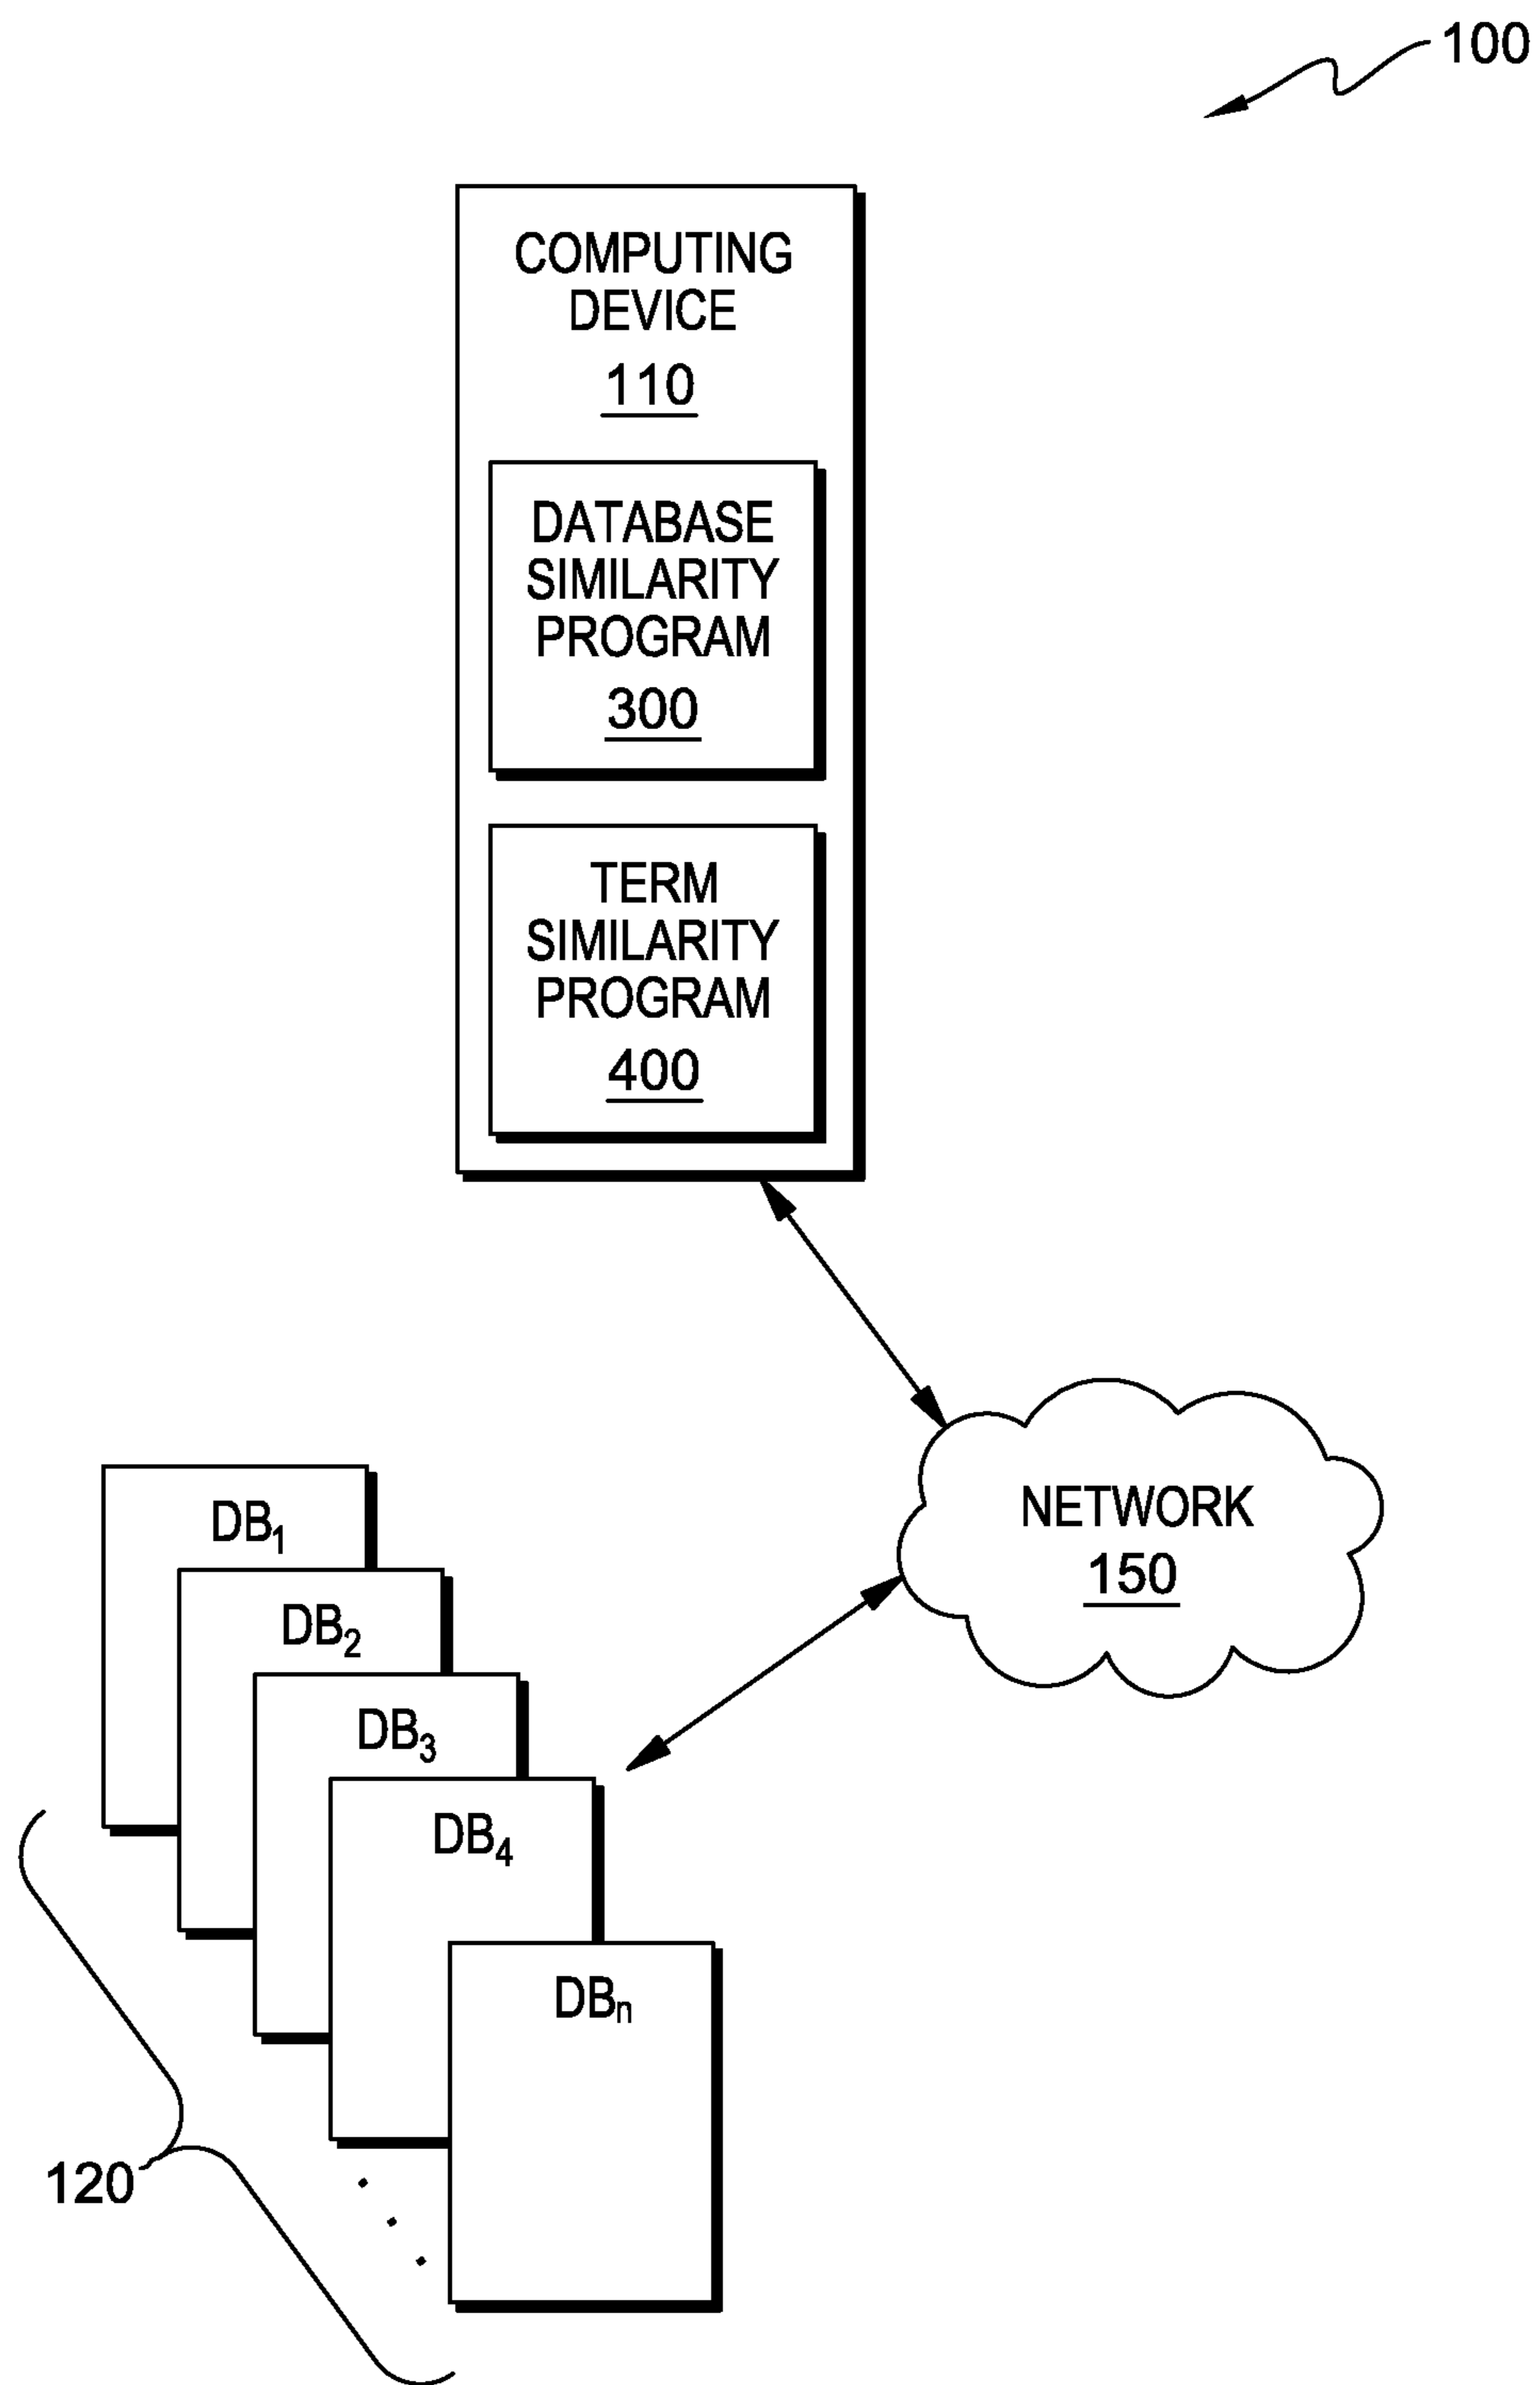 100
COMPUTING
DEVICE
110
DATABASE
SIMILARITY
PROGRAM
300
TERM
SIMILARITY
PROGRAM
400
NETWORK
150
DB₁
DB₂
DB₃
DB₄
DBₙ
120